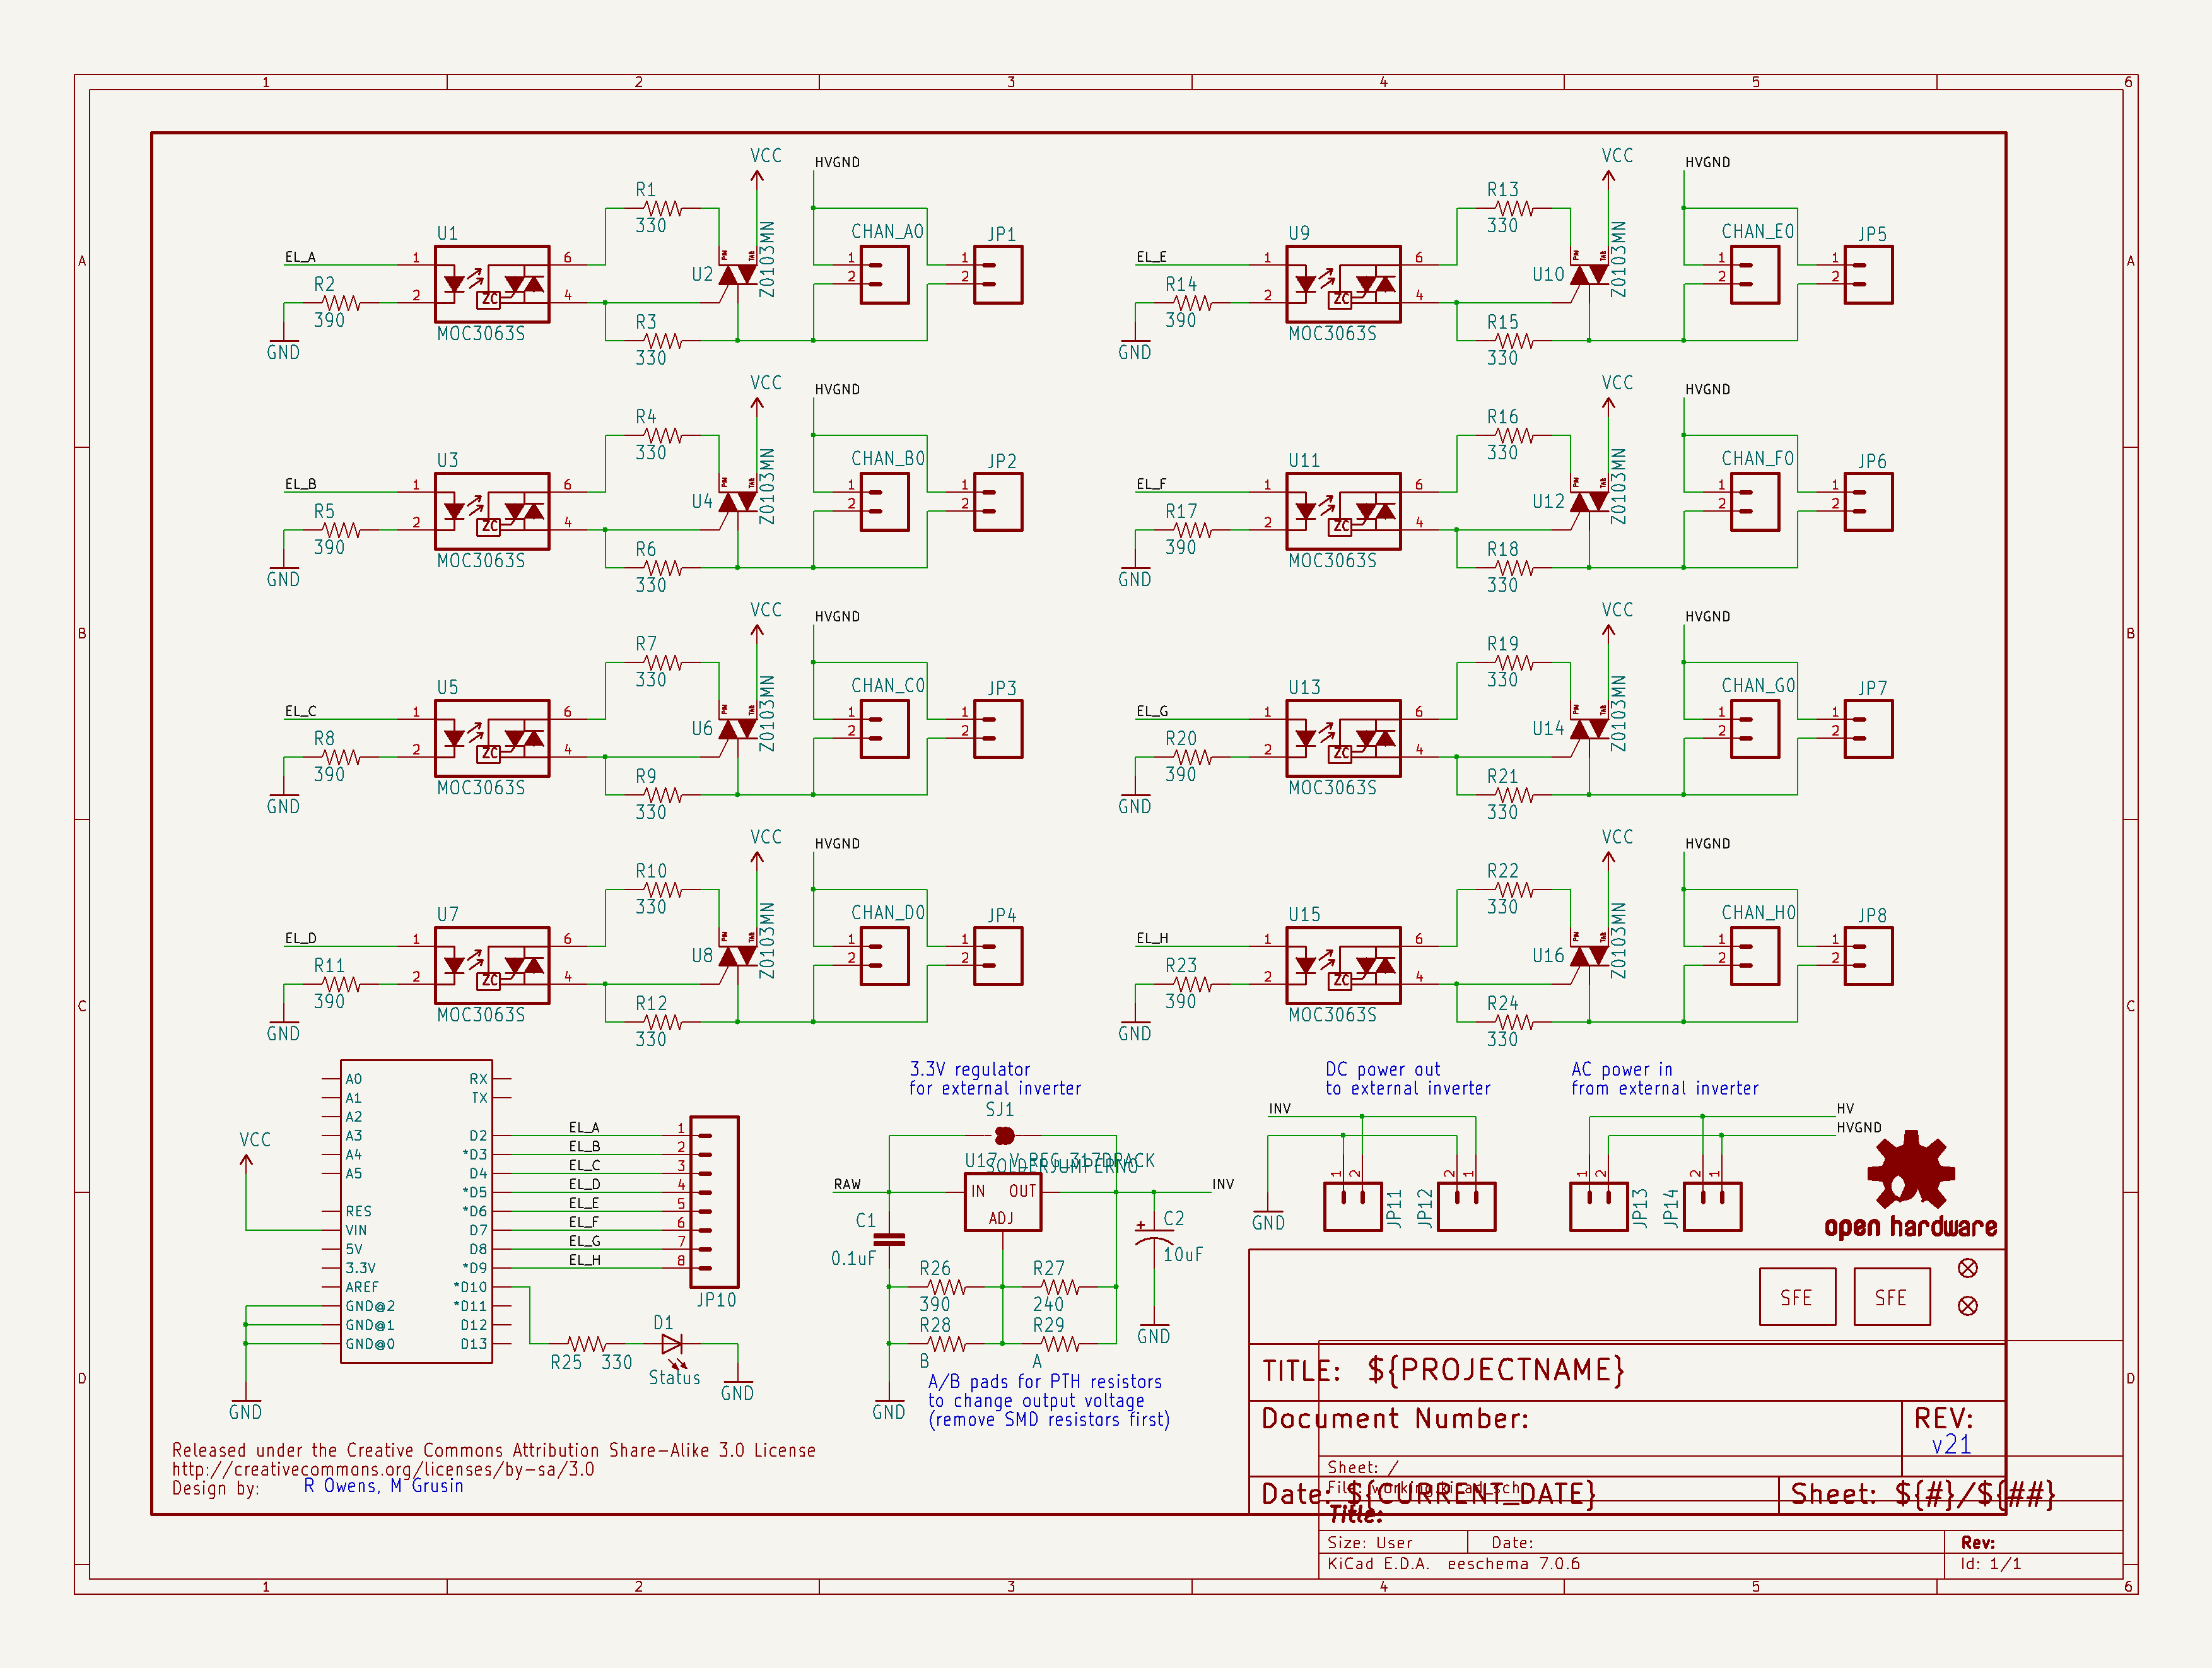 1 2 3 4 5 6
A
B
C
D
A
B
C
D
VCC
HVGND
R1
330
U1
EL_A
1
2
R2
390
GND
ZC
MOC3063S
6
4
R3
330
U2
Z0103MN
CHAN_A0
1
2
JP1
1
2
VCC
HVGND
R13
330
U9
EL_E
1
2
R14
390
GND
ZC
MOC3063S
6
4
R15
330
U10
Z0103MN
CHAN_E0
1
2
JP5
1
2
VCC
HVGND
R4
330
U3
EL_B
1
2
R5
390
GND
ZC
MOC3063S
6
4
R6
330
U4
Z0103MN
CHAN_B0
1
2
JP2
1
2
VCC
HVGND
R16
330
U11
EL_F
1
2
R17
390
GND
ZC
MOC3063S
6
4
R18
330
U12
Z0103MN
CHAN_F0
1
2
JP6
1
2
VCC
HVGND
R7
330
U5
EL_C
1
2
R8
390
GND
ZC
MOC3063S
6
4
R9
330
U6
Z0103MN
CHAN_C0
1
2
JP3
1
2
VCC
HVGND
R19
330
U13
EL_G
1
2
R20
390
GND
ZC
MOC3063S
6
4
R21
330
U14
Z0103MN
CHAN_G0
1
2
JP7
1
2
VCC
HVGND
R10
330
U7
EL_D
1
2
R11
390
GND
ZC
MOC3063S
6
4
R12
330
U8
Z0103MN
CHAN_D0
1
2
JP4
1
2
VCC
HVGND
R22
330
U15
EL_H
1
2
R23
390
GND
ZC
MOC3063S
6
4
R24
330
U16
Z0103MN
CHAN_H0
1
2
JP8
1
2
VCC
A0
A1
A2
A3
A4
A5
RES
VIN
5V
3.3V
AREF
GND@2
GND@1
GND@0
GND
RX
TX
D2
*D3
D4
*D5
*D6
D7
D8
*D9
*D10
*D11
D12
D13
EL_A 1
EL_B 2
EL_C 3
EL_D 4
EL_E 5
EL_F 6
EL_G 7
EL_H 8
JP10
R25 330
D1
Status
GND
3.3V regulator
for external inverter
SJ1
SOLDERJUMPERNO
U17 V_REG_317DPACK
RAW
IN OUT
ADJ
INV
C1
0.1uF
C2
10uF
GND
R26
390
R27
240
R28
B
R29
A
GND
A/B pads for PTH resistors
to change output voltage
(remove SMD resistors first)
DC power out
to external inverter
INV
GND
1 2
JP11
JP12
2 1
AC power in
from external inverter
HV
HVGND
1 2
JP13
JP14
2 1
open hardware
SFE SFE
TITLE: ${PROJECTNAME}
Document Number:
REV:
v21
Date: ${CURRENT_DATE}
Sheet: ${#}/${##}
Sheet: /
File: working.kicad_sch
Title:
Size: User Date: Rev:
KiCad E.D.A. eeschema 7.0.6 Id: 1/1
Released under the Creative Commons Attribution Share-Alike 3.0 License
http://creativecommons.org/licenses/by-sa/3.0
Design by: R Owens, M Grusin
1 2 3 4 5 6